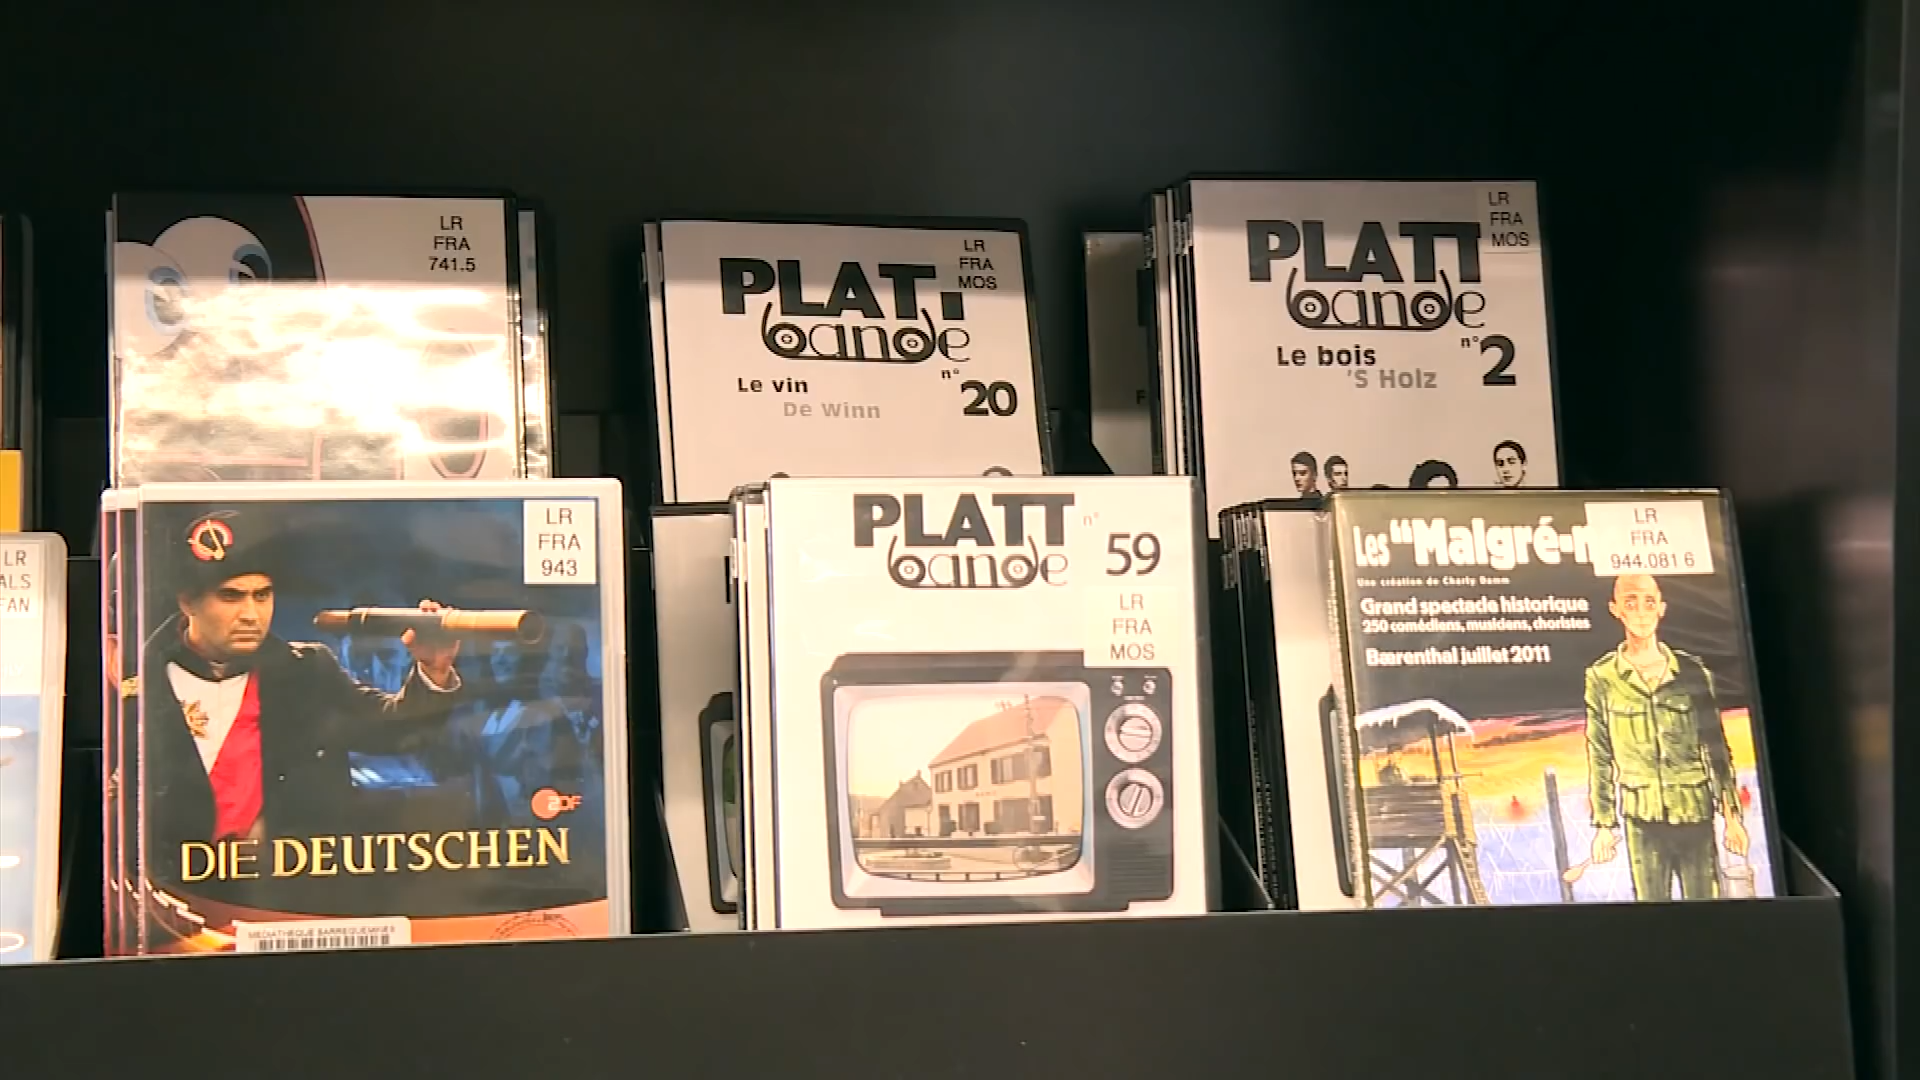 LR
FRA
741.5
PLATT
bande
LR
FRA
MOS
Le vin
De Winn
n° 20
PLATT
bande
LR
FRA
MOS
Le bois
'S Holz
n° 2
LR
ALS
FAN
LR
FRA
943
ZDF
DIE DEUTSCHEN
MEDIATHEQUE SARREGUEMINES
PLATT
bande
n° 59
LR
FRA
MOS
Les "Malgré-n
LR
FRA
944.081 6
Une création de Charly Damm
Grand spectacle historique
250 comédiens, musiciens, choristes
Bærenthal juillet 2011